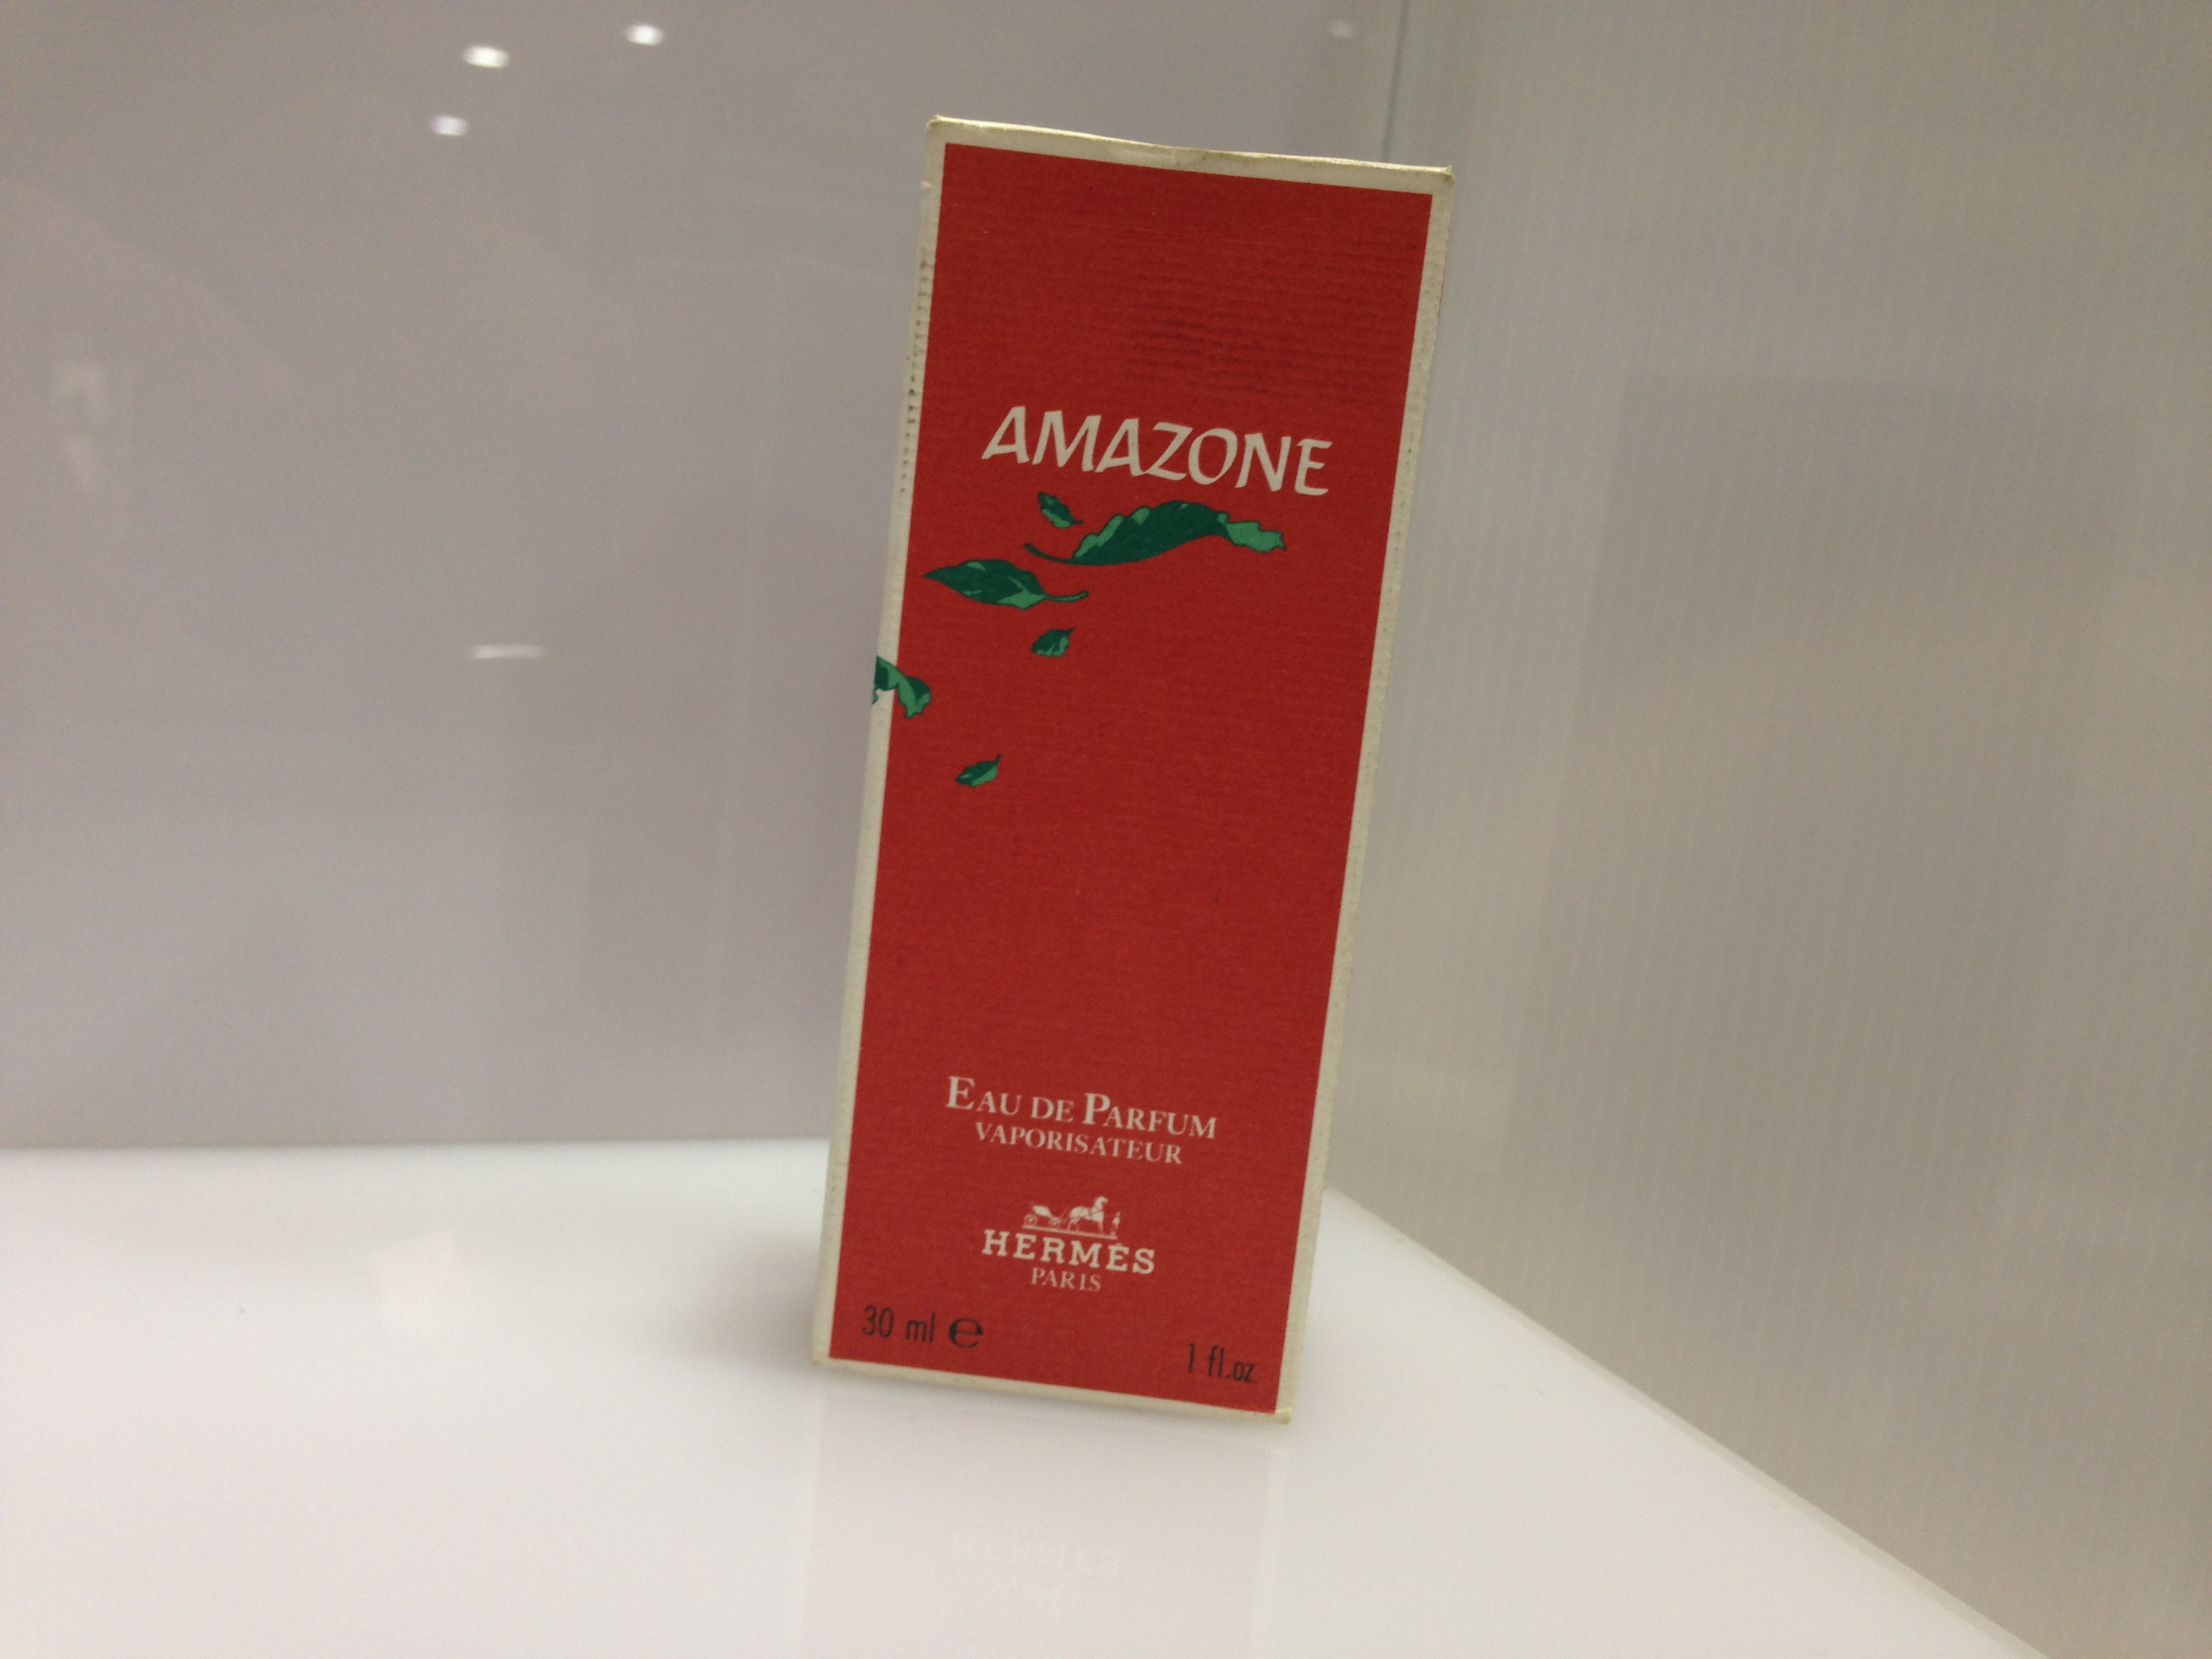 AMAZONE
EAU DE PARFUM
VAPORISATEUR
HERMÈS
PARIS
30 ml ℮
1 fl.oz.